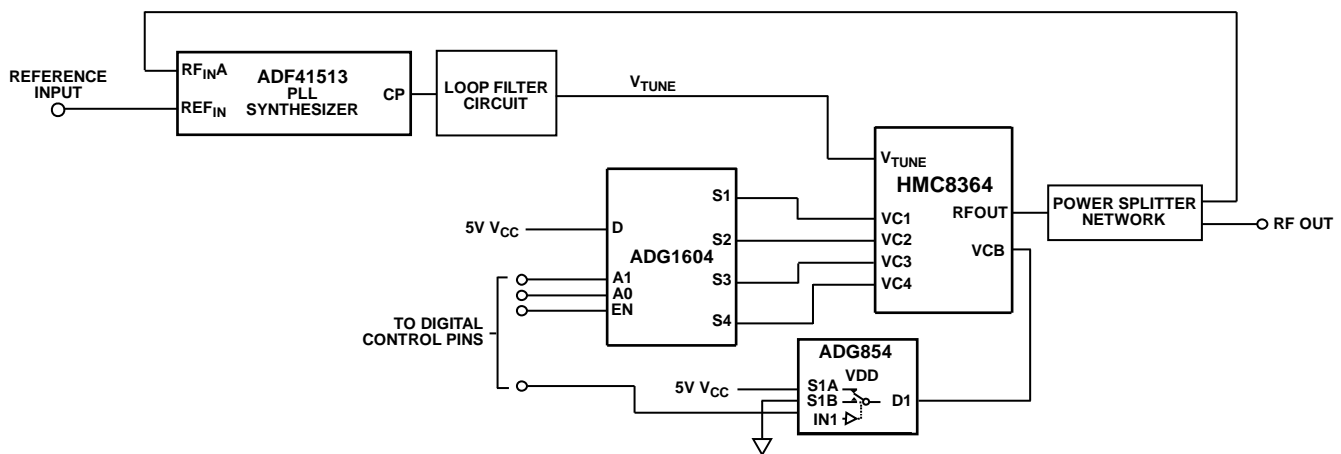 REFERENCE
INPUT
RFINA
REFIN
ADF41513
PLL
SYNTHESIZER
CP
LOOP FILTER
CIRCUIT
VTUNE
VTUNE
HMC8364
VC1
VC2
VC3
VC4
RFOUT
VCB
POWER SPLITTER
NETWORK
RF OUT
5V VCC
D
ADG1604
A1
A0
EN
S1
S2
S3
S4
TO DIGITAL
CONTROL PINS
5V VCC
ADG854
VDD
S1A
S1B
IN1
D1